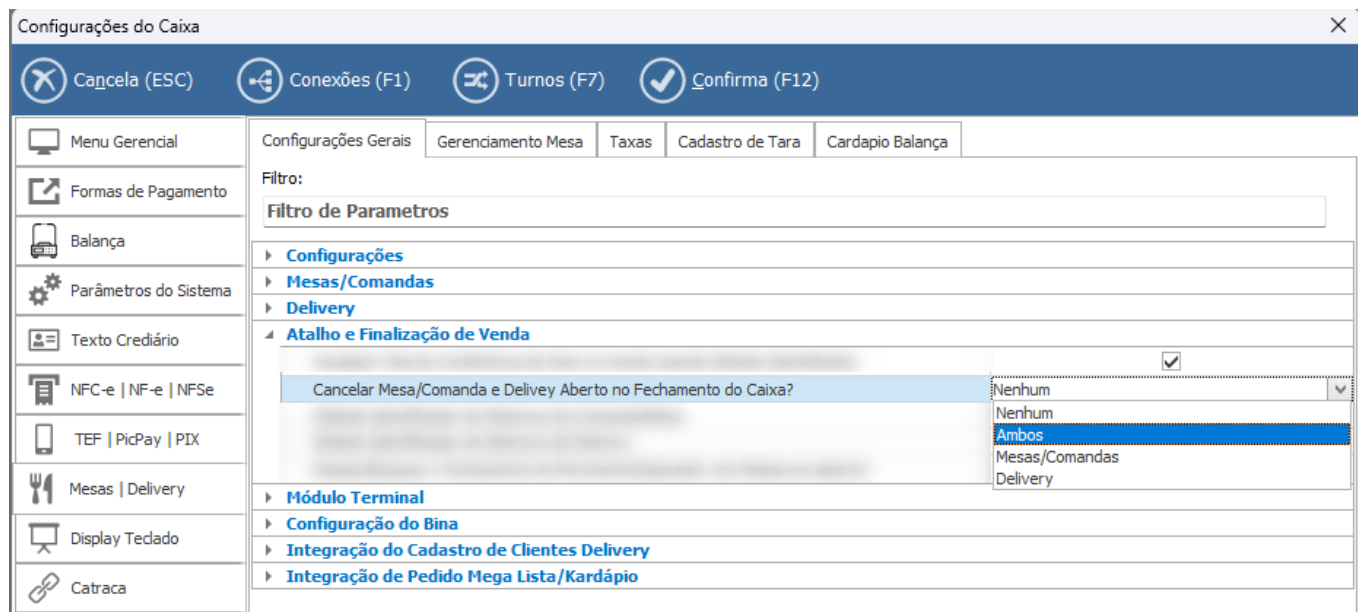 Configurações do Caixa
Cancela (ESC) Conexões (F1) Turnos (F7) Confirma (F12)
Menu Gerencial
Formas de Pagamento
Balança
Parâmetros do Sistema
Texto Crediário
NFC-e | NF-e | NFSe
TEF | PicPay | PIX
Mesas | Delivery
Display Teclado
Catraca
Configurações Gerais Gerenciamento Mesa Taxas Cadastro de Tara Cardapio Balança
Filtro:
Filtro de Parametros
Configurações
Mesas/Comandas
Delivery
Atalho e Finalização de Venda
Cancelar Mesa/Comanda e Delivey Aberto no Fechamento do Caixa? Nenhum
Nenhum
Ambos
Mesas/Comandas
Delivery
Módulo Terminal
Configuração do Bina
Integração do Cadastro de Clientes Delivery
Integração de Pedido Mega Lista/Kardápio